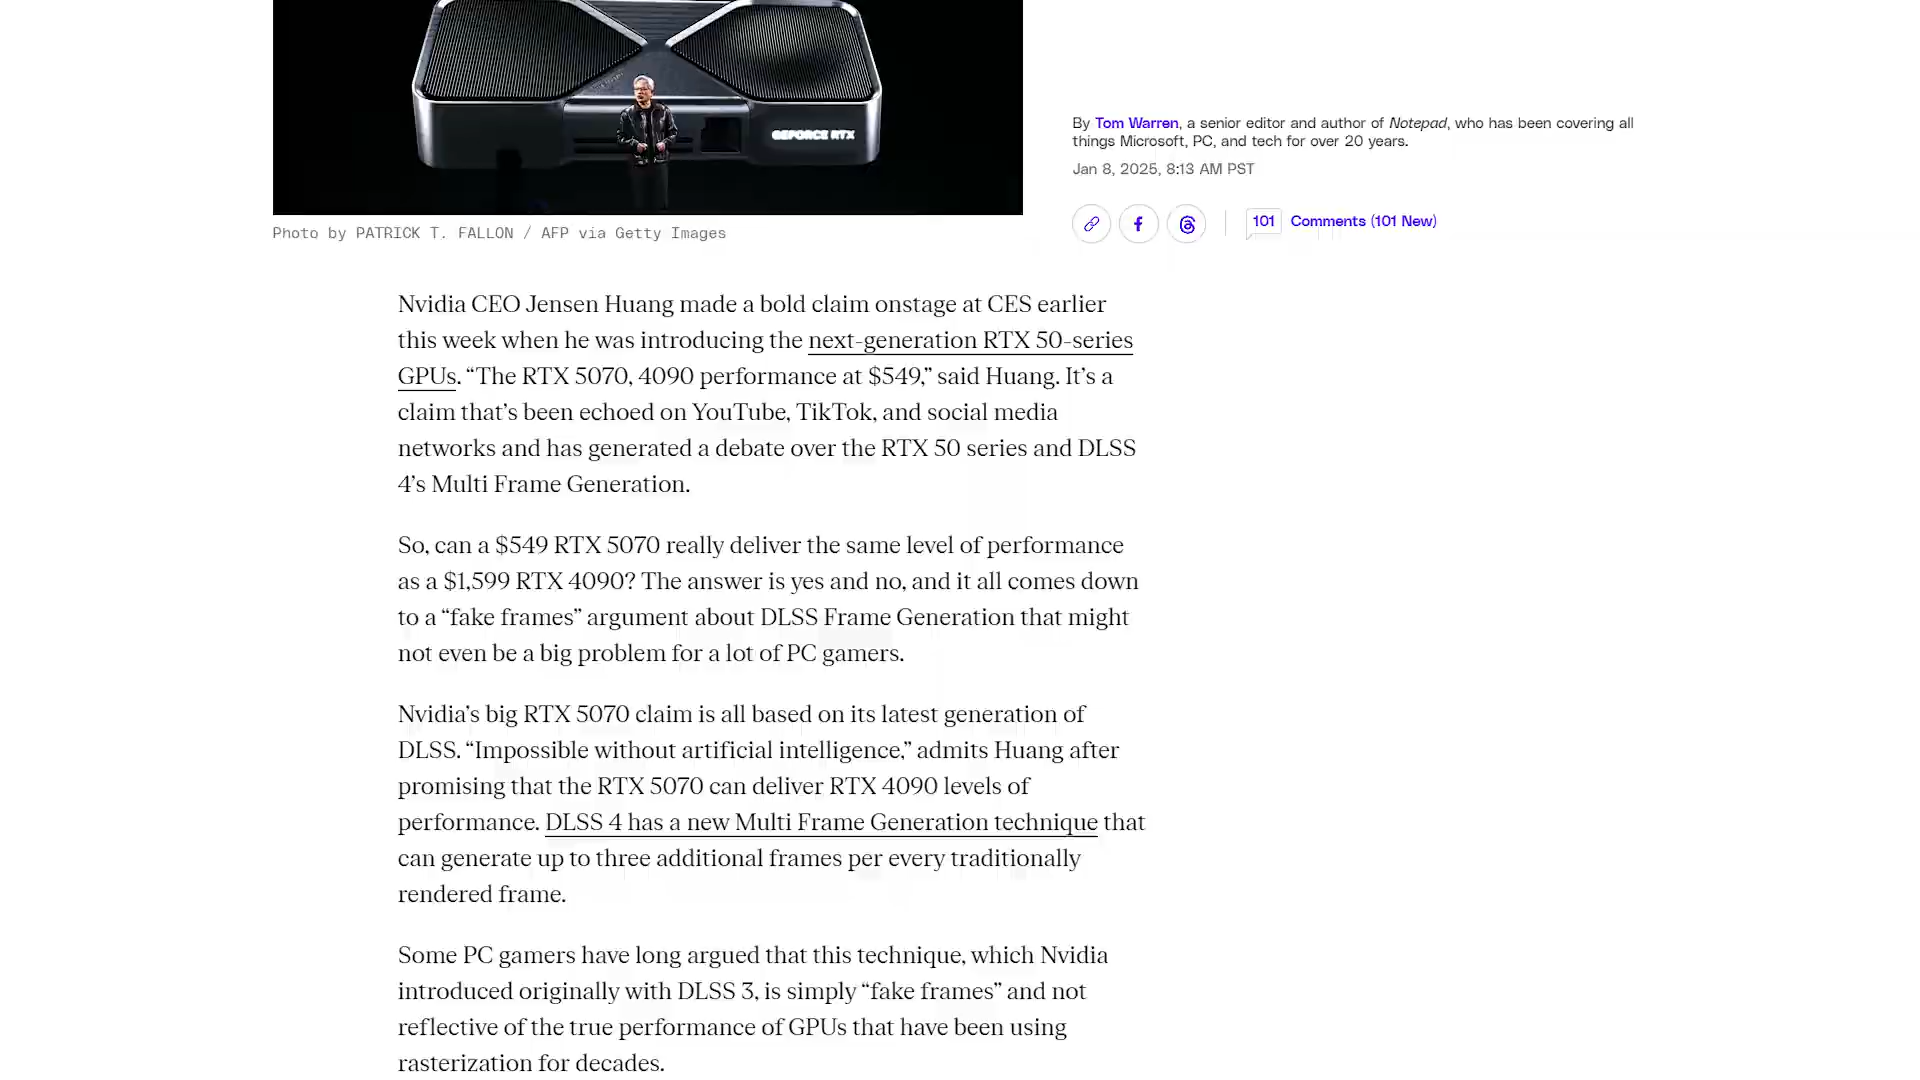 GEFORCE RTX
Photo by PATRICK T. FALLON / AFP via Getty Images
By Tom Warren, a senior editor and author of Notepad, who has been covering all
things Microsoft, PC, and tech for over 20 years.
Jan 8, 2025, 8:13 AM PST
101 Comments (101 New)
Nvidia CEO Jensen Huang made a bold claim onstage at CES earlier
this week when he was introducing the next-generation RTX 50-series
GPUs. “The RTX 5070, 4090 performance at $549,” said Huang. It’s a
claim that’s been echoed on YouTube, TikTok, and social media
networks and has generated a debate over the RTX 50 series and DLSS
4’s Multi Frame Generation.
So, can a $549 RTX 5070 really deliver the same level of performance
as a $1,599 RTX 4090? The answer is yes and no, and it all comes down
to a “fake frames” argument about DLSS Frame Generation that might
not even be a big problem for a lot of PC gamers.
Nvidia’s big RTX 5070 claim is all based on its latest generation of
DLSS. “Impossible without artificial intelligence,” admits Huang after
promising that the RTX 5070 can deliver RTX 4090 levels of
performance. DLSS 4 has a new Multi Frame Generation technique that
can generate up to three additional frames per every traditionally
rendered frame.
Some PC gamers have long argued that this technique, which Nvidia
introduced originally with DLSS 3, is simply “fake frames” and not
reflective of the true performance of GPUs that have been using
rasterization for decades.